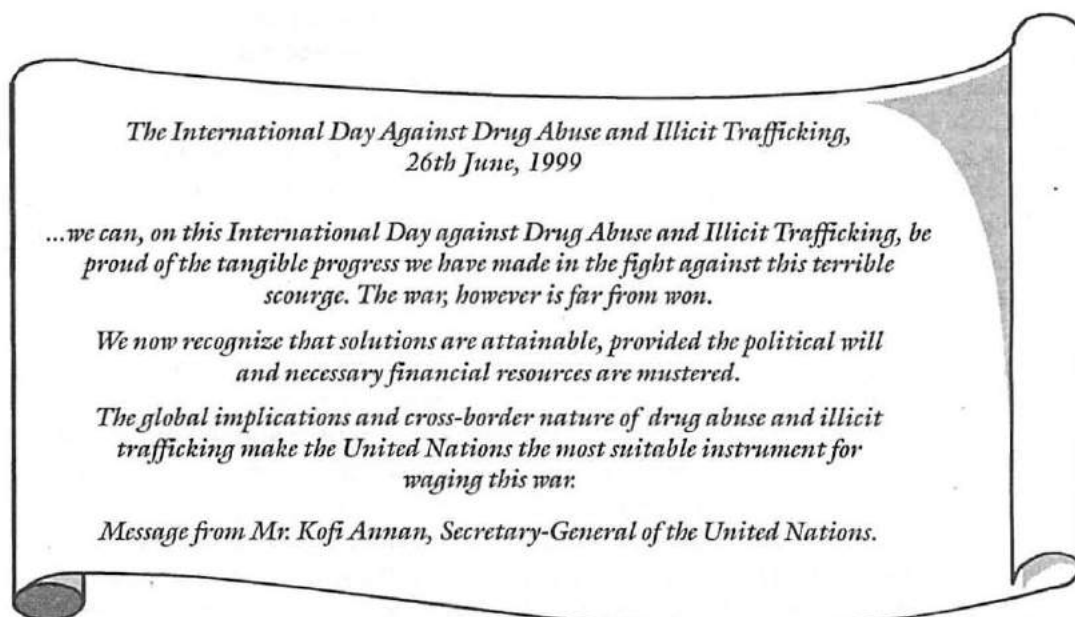 The International Day Against Drug Abuse and Illicit Trafficking,
26th June, 1999
...we can, on this International Day against Drug Abuse and Illicit Trafficking, be
proud of the tangible progress we have made in the fight against this terrible
scourge. The war, however is far from won.
We now recognize that solutions are attainable, provided the political will
and necessary financial resources are mustered.
The global implications and cross-border nature of drug abuse and illicit
trafficking make the United Nations the most suitable instrument for
waging this war.
Message from Mr. Kofi Annan, Secretary-General of the United Nations.